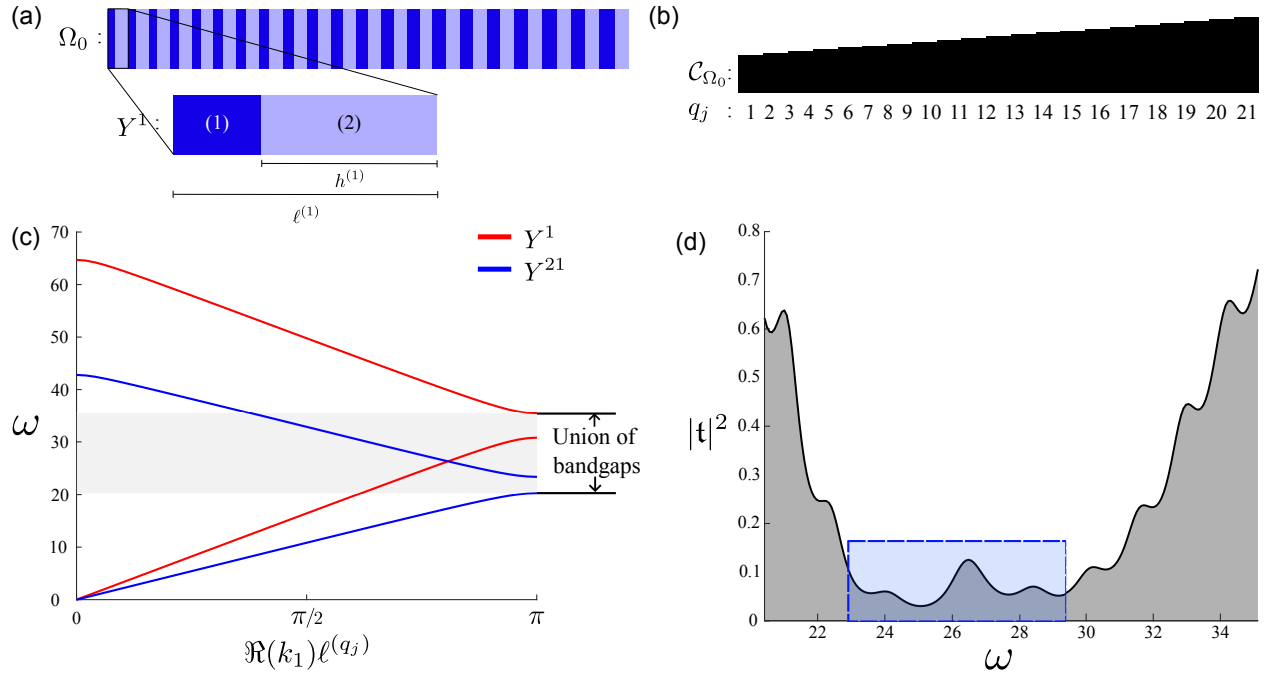 (a)
Ω₀ :
Y¹ :
(1)
(2)
h⁽¹⁾
ℓ⁽¹⁾
(b)
𝒞_Ω₀ :
q_j : 1 2 3 4 5 6 7 8 9 10 11 12 13 14 15 16 17 18 19 20 21
(c)
70
60
50
40
30
20
10
0
ω
Y¹
Y²¹
Union of
bandgaps
0
π/2
π
ℜ(k₁)ℓ^(q_j)
(d)
0.8
0.7
0.6
0.5
0.4
0.3
0.2
0.1
0
|𝔱|²
22 24 26 28 30 32 34
ω